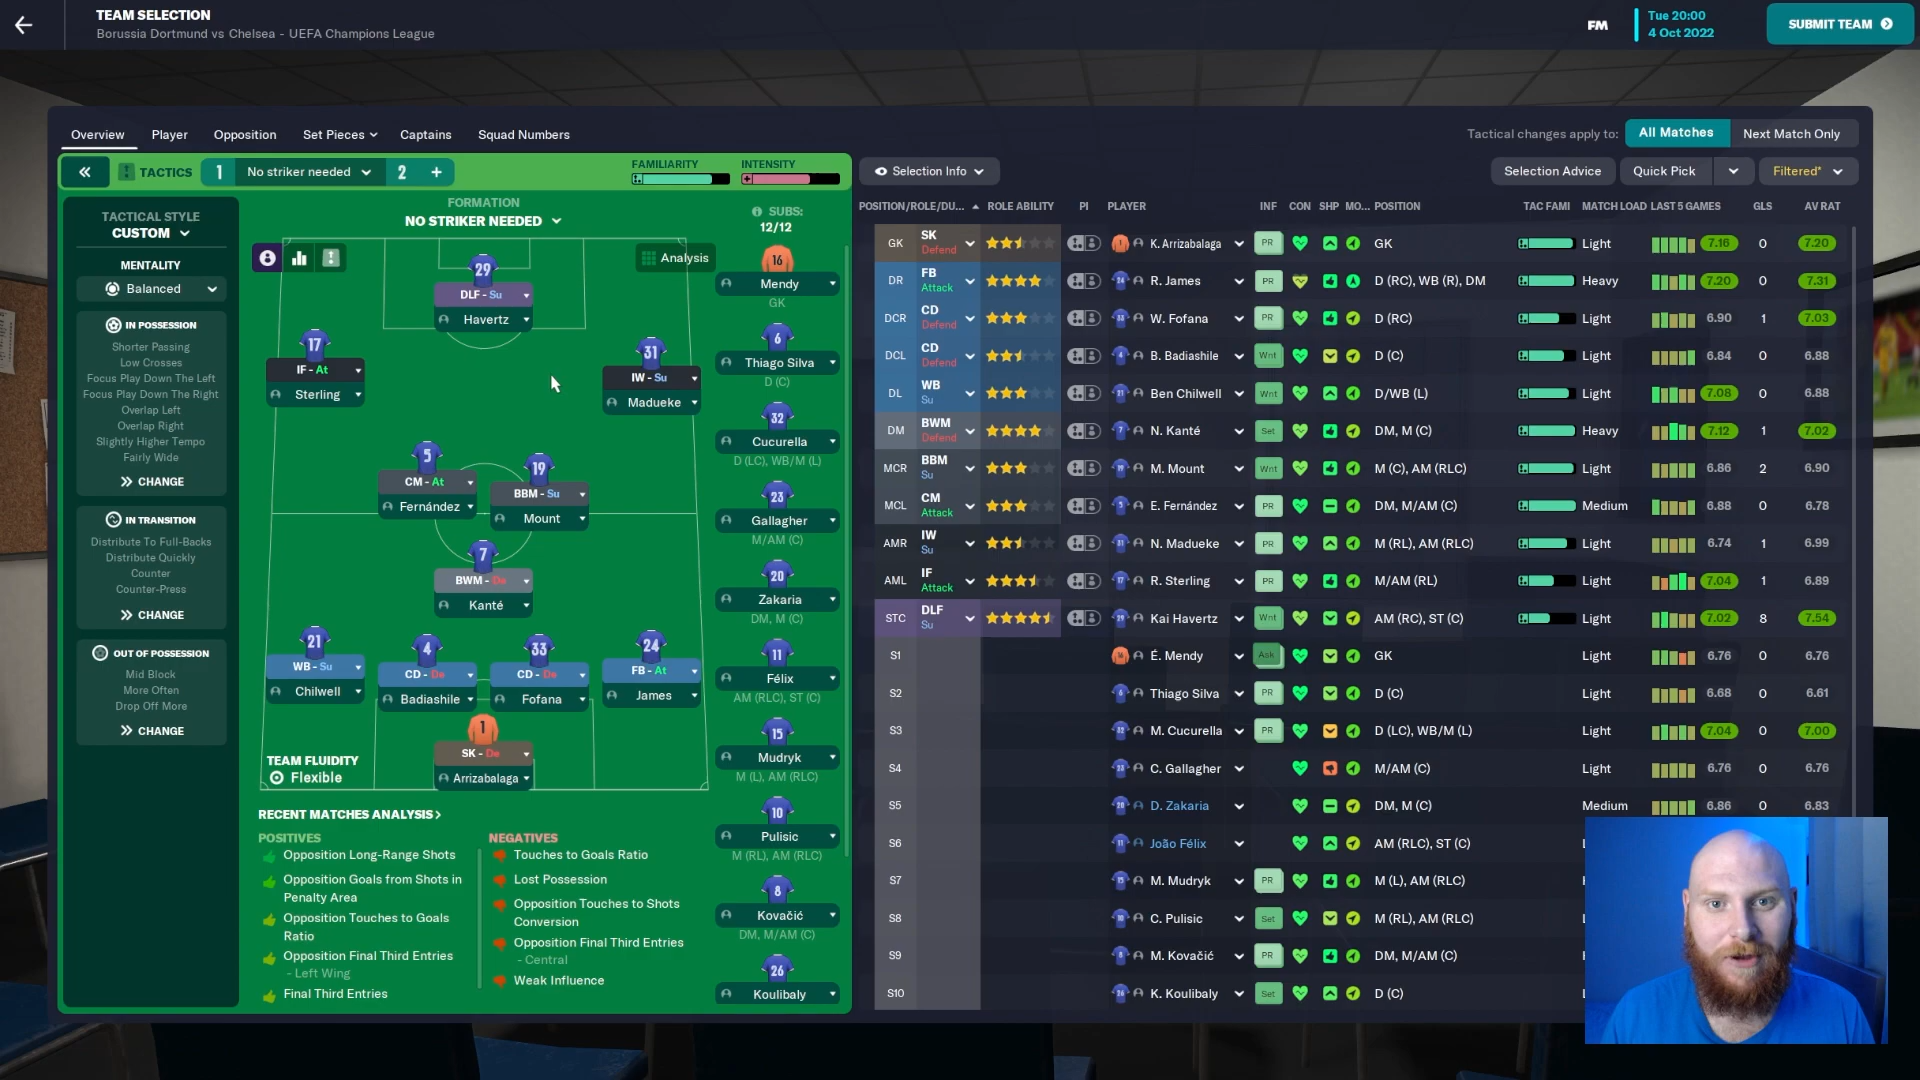 TEAM SELECTION
Borussia Dortmund vs Chelsea - UEFA Champions League
FM
Tue 20:00
4 Oct 2022
SUBMIT TEAM
Overview Player Opposition Set Pieces Captains Squad Numbers
Tactical changes apply to: All Matches Next Match Only
TACTICS 1 No striker needed 2 +
FAMILIARITY
INTENSITY
Selection Info
Selection Advice Quick Pick Filtered*
TACTICAL STYLE
CUSTOM
MENTALITY
Balanced
IN POSSESSION
Shorter Passing
Low Crosses
Focus Play Down The Left
Focus Play Down The Right
Overlap Left
Overlap Right
Slightly Higher Tempo
Fairly Wide
CHANGE
IN TRANSITION
Distribute To Full-Backs
Distribute Quickly
Counter
Counter-Press
CHANGE
OUT OF POSSESSION
Mid Block
More Often
Drop Off More
CHANGE
FORMATION
NO STRIKER NEEDED
Analysis
29
DLF - Su
Havertz
17
IF - At
Sterling
31
IW - Su
Madueke
5
CM - At
Fernández
19
BBM - Su
Mount
7
BWM - De
Kanté
21
WB - Su
Chilwell
4
CD - De
Badiashile
33
CD - De
Fofana
24
FB - At
James
1
SK - De
Arrizabalaga
TEAM FLUIDITY
Flexible
RECENT MATCHES ANALYSIS>
POSITIVES
Opposition Long-Range Shots
Opposition Goals from Shots in
Penalty Area
Opposition Touches to Goals
Ratio
Opposition Final Third Entries
- Left Wing
Final Third Entries
NEGATIVES
Touches to Goals Ratio
Lost Possession
Opposition Touches to Shots
Conversion
Opposition Final Third Entries
- Central
Weak Influence
SUBS:
12/12
16
Mendy
GK
6
Thiago Silva
D (C)
32
Cucurella
D (LC), WB/M (L)
23
Gallagher
M/AM (C)
20
Zakaria
DM, M (C)
11
Félix
AM (RLC), ST (C)
15
Mudryk
M (L), AM (RLC)
10
Pulisic
M (RL), AM (RLC)
8
Kovačić
DM, M/AM (C)
26
Koulibaly
POSITION/ROLE/DU... ROLE ABILITY PI PLAYER INF CON SHP MO... POSITION TAC FAMI MATCH LOAD LAST 5 GAMES GLS AV RAT
GK SK Defend K. Arrizabalaga PR GK Light 7.16 0 7.20
DR FB Attack R. James PR D (RC), WB (R), DM Heavy 7.20 0 7.31
DCR CD Defend W. Fofana PR D (RC) Light 6.90 1 7.03
DCL CD Defend B. Badiashile Wnt D (C) Light 6.84 0 6.88
DL WB Su Ben Chilwell Wnt D/WB (L) Light 7.08 0 6.88
DM BWM Defend N. Kanté Set DM, M (C) Heavy 7.12 1 7.02
MCR BBM Su M. Mount Wnt M (C), AM (RLC) Light 6.86 2 6.90
MCL CM Attack E. Fernández PR DM, M/AM (C) Medium 6.88 0 6.78
AMR IW Su N. Madueke PR M (RL), AM (RLC) Light 6.74 1 6.99
AML IF Attack R. Sterling PR M/AM (RL) Light 7.04 1 6.89
STC DLF Su Kai Havertz Wnt AM (RC), ST (C) Light 7.02 8 7.54
S1 É. Mendy Ask GK Light 6.76 0 6.76
S2 Thiago Silva PR D (C) Light 6.68 0 6.61
S3 M. Cucurella PR D (LC), WB/M (L) Light 7.04 0 7.00
S4 C. Gallagher M/AM (C) Light 6.76 0 6.76
S5 D. Zakaria DM, M (C) Medium 6.86 0 6.83
S6 João Félix AM (RLC), ST (C)
S7 M. Mudryk PR M (L), AM (RLC)
S8 C. Pulisic Set M (RL), AM (RLC)
S9 M. Kovačić PR DM, M/AM (C)
S10 K. Koulibaly Set D (C)